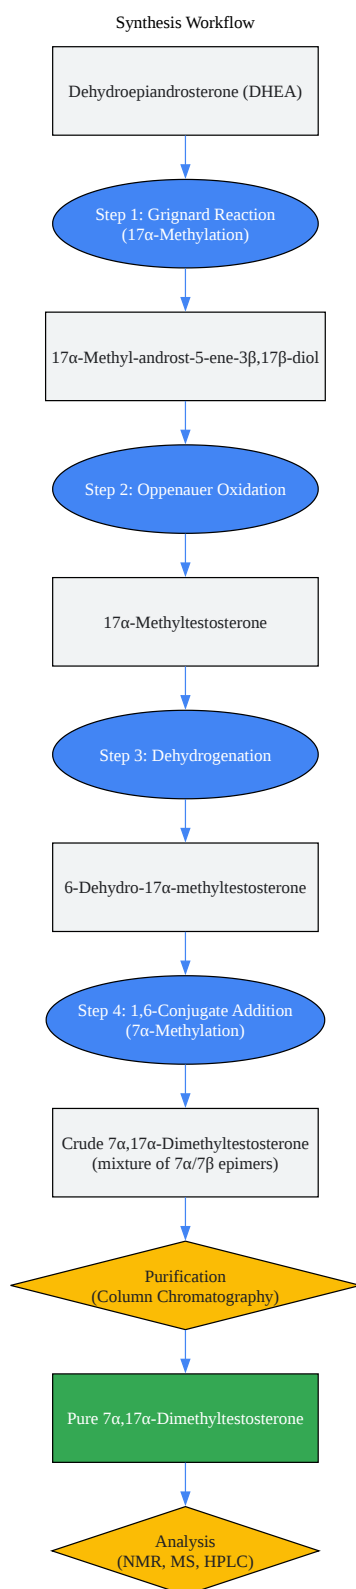 Synthesis Workflow
Dehydroepiandrosterone (DHEA)
Step 1: Grignard Reaction
(17α-Methylation)
17α-Methyl-androst-5-ene-3β,17β-diol
Step 2: Oppenauer Oxidation
17α-Methyltestosterone
Step 3: Dehydrogenation
6-Dehydro-17α-methyltestosterone
Step 4: 1,6-Conjugate Addition
(7α-Methylation)
Crude 7α,17α-Dimethyltestosterone
(mixture of 7α/7β epimers)
Purification
(Column Chromatography)
Pure 7α,17α-Dimethyltestosterone
Analysis
(NMR, MS, HPLC)